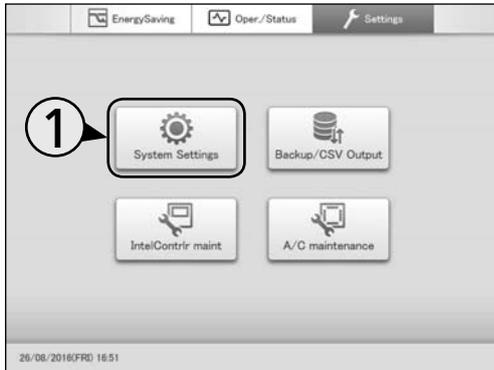 EnergySaving Oper./Status Settings
1
System Settings Backup/CSV Output
IntelContrlr maint A/C maintenance
26/08/2016(FRI) 16:51